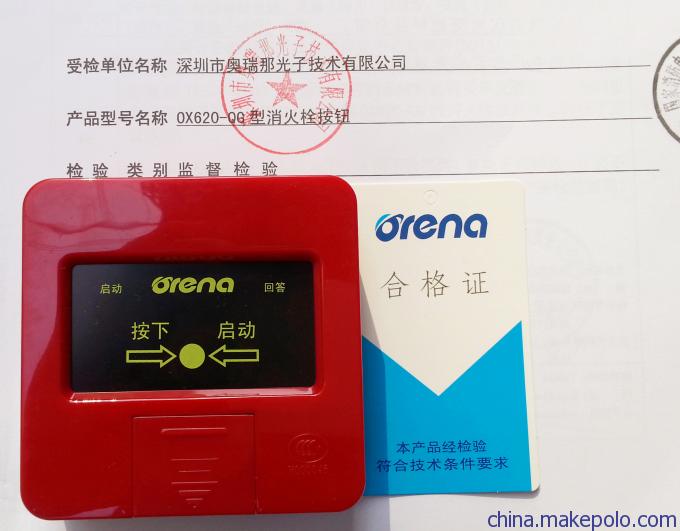 受检单位名称 深圳市奥瑞那光子技术有限公司
产品型号名称 OX620-QG 型消火栓按钮
检验 类别监督检验
orena
合格证
启动 orena 回答
按下 启动
本产品经检验
符合技术条件要求
china.makepolo.com